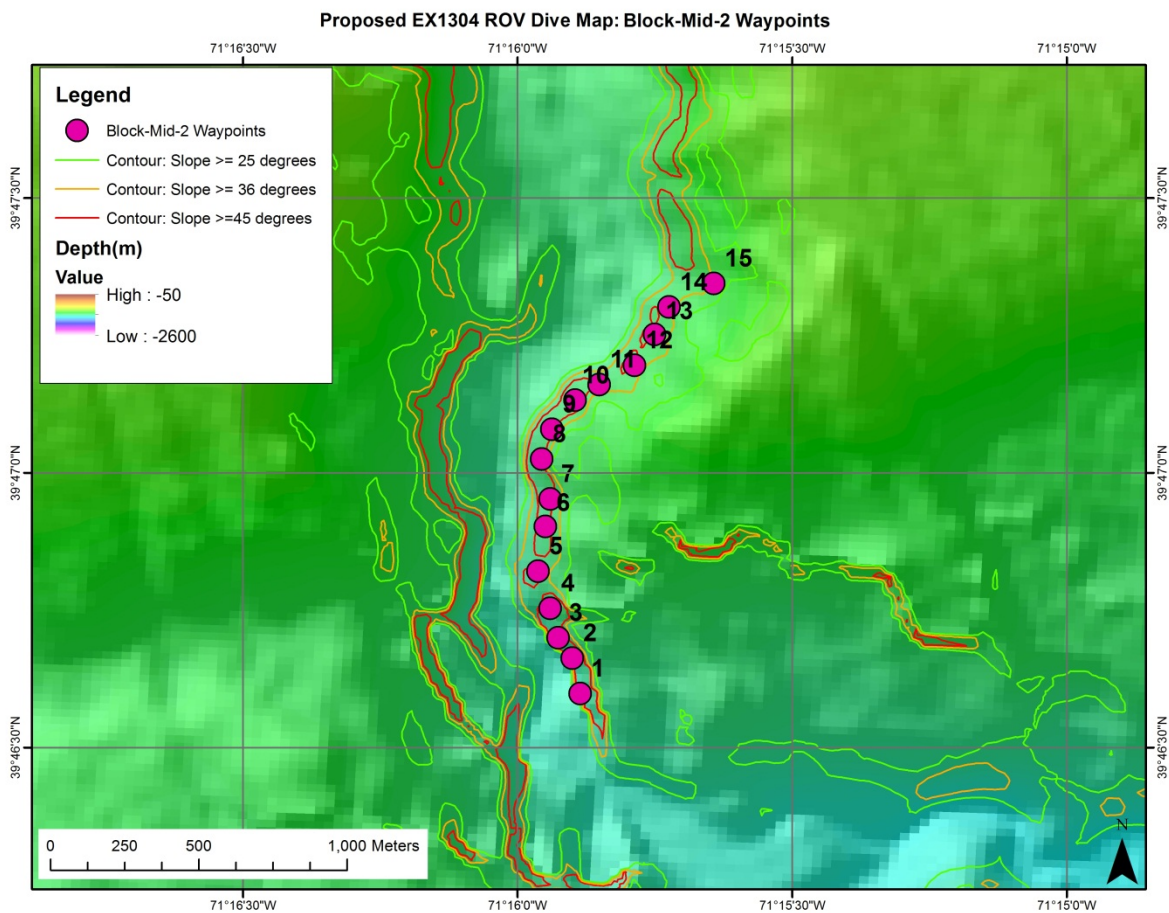 Proposed EX1304 ROV Dive Map: Block-Mid-2 Waypoints
71°16'30"W 71°16'0"W 71°15'30"W 71°15'0"W
Legend
Block-Mid-2 Waypoints
Contour: Slope >= 25 degrees
Contour: Slope >= 36 degrees
Contour: Slope >=45 degrees
Depth(m)
Value
High : -50
Low : -2600
39°47'30"N 39°47'30"N
15
14
13
12
11
10
9
8
7
39°47'0"N 39°47'0"N
6
5
4
3
2
1
39°46'30"N 39°46'30"N
N
0 250 500 1,000 Meters
71°16'30"W 71°16'0"W 71°15'30"W 71°15'0"W